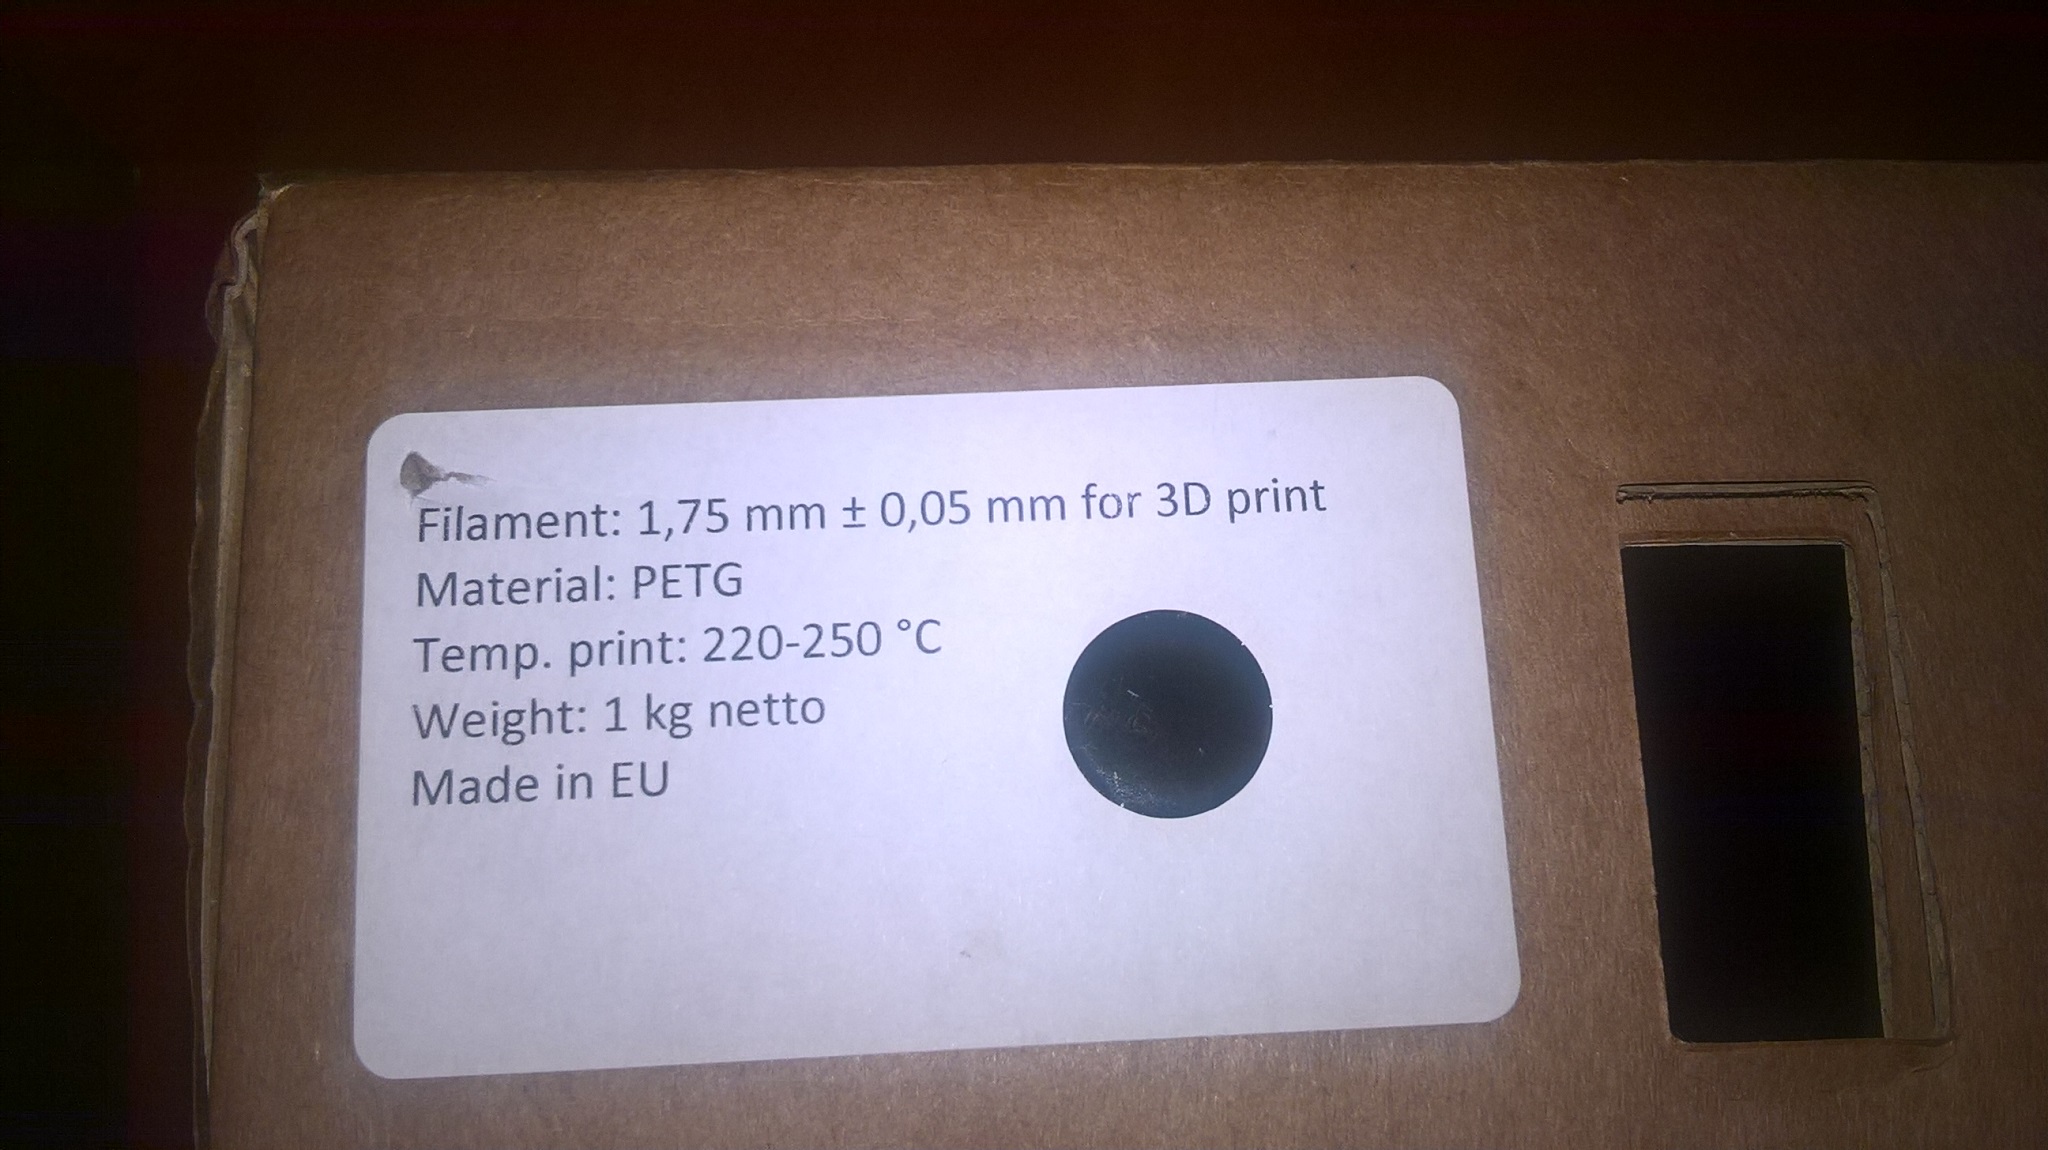 Filament: 1,75 mm ± 0,05 mm for 3D print
Material: PETG
Temp. print: 220-250 °C
Weight: 1 kg netto
Made in EU